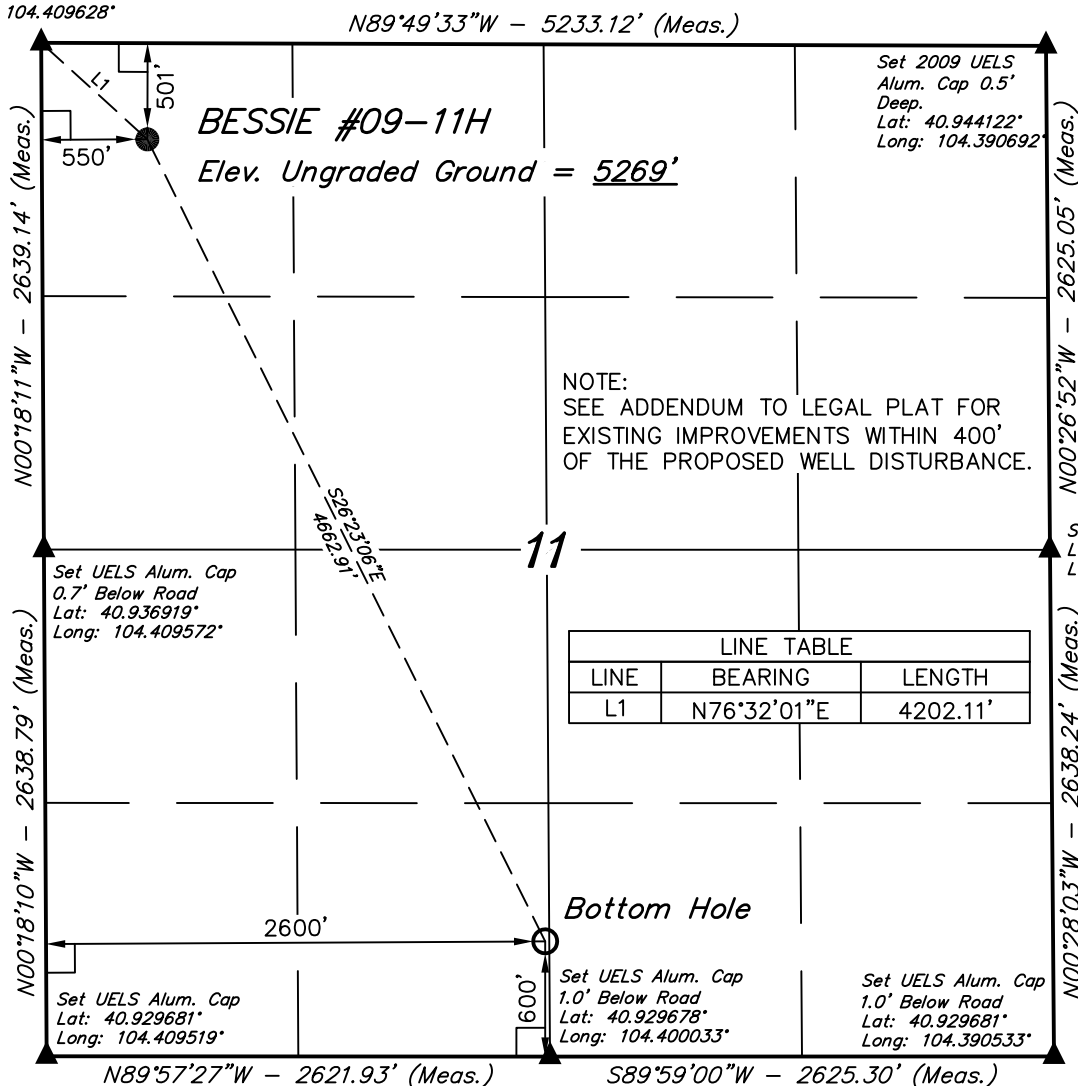 104.409628°
N89°49'33"W - 5233.12' (Meas.)
L1
501'
550'
BESSIE #09-11H
Elev. Ungraded Ground = 5269'
Set 2009 UELS
Alum. Cap 0.5'
Deep.
Lat: 40.944122°
Long: 104.390692°
N00°18'11"W - 2639.14' (Meas.)
N00°26'52"W - 2625.05' (Meas.)
NOTE:
SEE ADDENDUM TO LEGAL PLAT FOR
EXISTING IMPROVEMENTS WITHIN 400'
OF THE PROPOSED WELL DISTURBANCE.
S26°23'06"E
4662.91'
11
S
L
L
Set UELS Alum. Cap
0.7' Below Road
Lat: 40.936919°
Long: 104.409572°
LINE TABLE
LINE BEARING LENGTH
L1 N76°32'01"E 4202.11'
N00°18'10"W - 2638.79' (Meas.)
N00°28'03"W - 2638.24' (Meas.)
Bottom Hole
2600'
600'
Set UELS Alum. Cap
Lat: 40.929681°
Long: 104.409519°
Set UELS Alum. Cap
1.0' Below Road
Lat: 40.929678°
Long: 104.400033°
Set UELS Alum. Cap
1.0' Below Road
Lat: 40.929681°
Long: 104.390533°
N89°57'27"W - 2621.93' (Meas.)
S89°59'00"W - 2625.30' (Meas.)